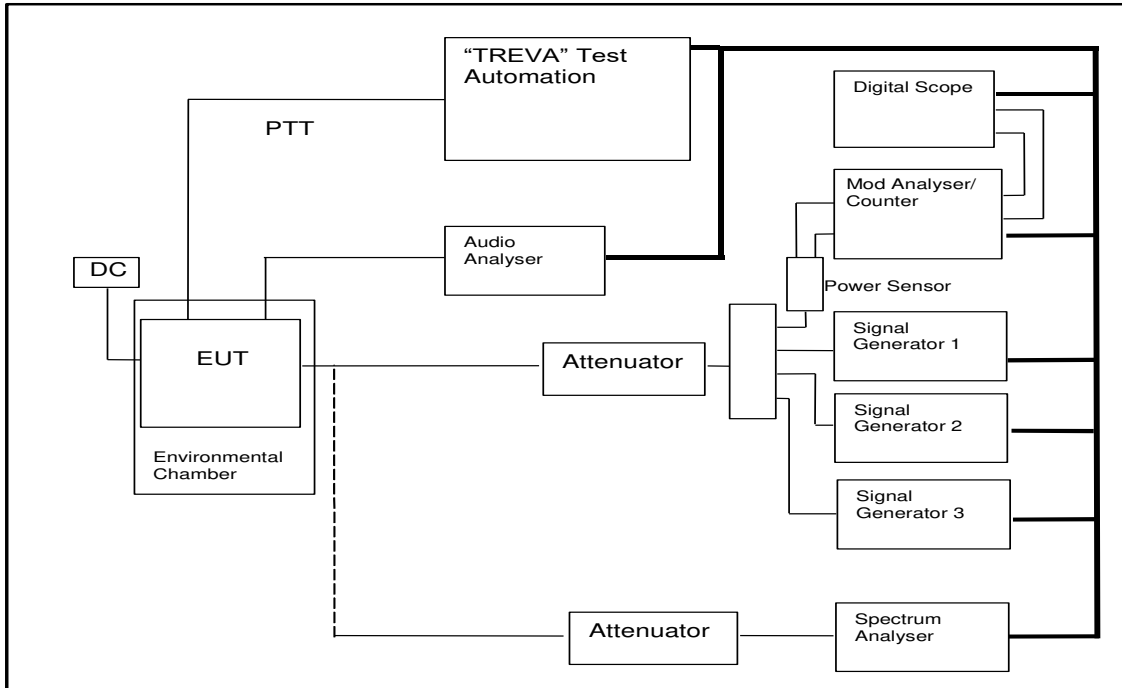 “TREVA” Test
Automation
Digital Scope
PTT
Mod Analyser/
Counter
Audio
Analyser
DC
Power Sensor
EUT
Attenuator
Signal
Generator 1
Signal
Generator 2
Environmental
Chamber
Signal
Generator 3
Attenuator
Spectrum
Analyser